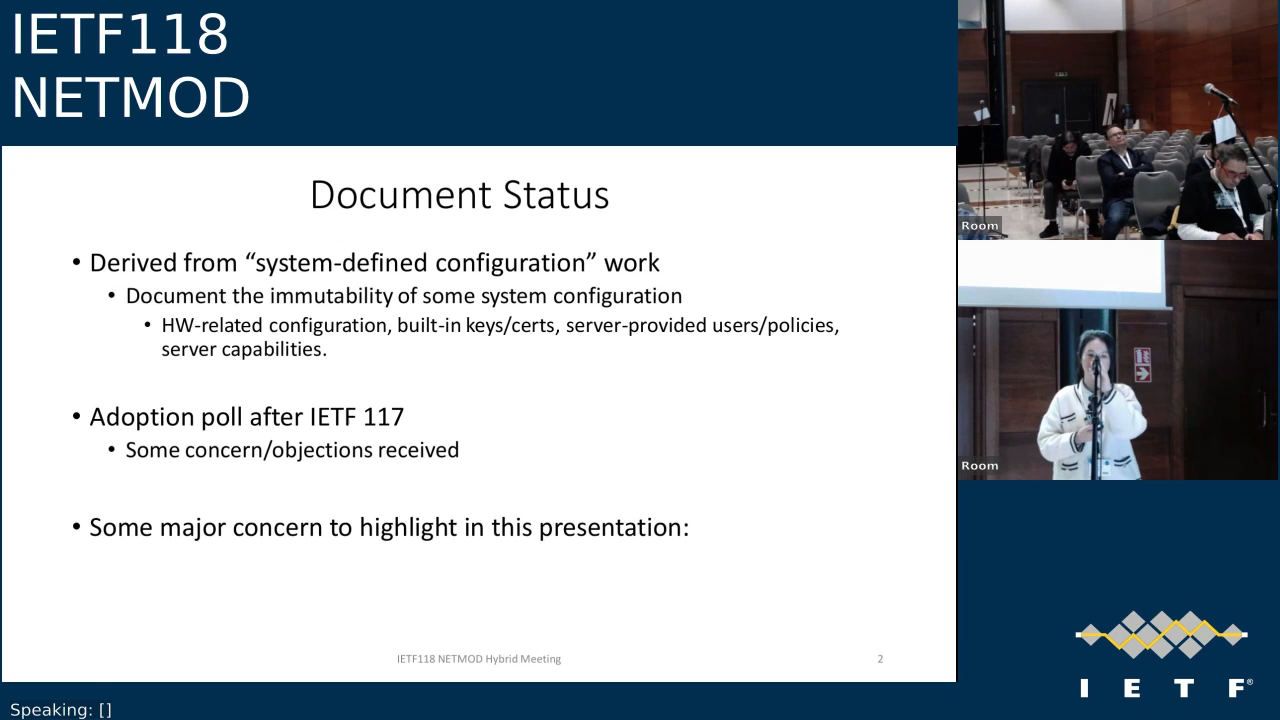 IETF118
NETMOD
Document Status
• Derived from “system-defined configuration” work
• Document the immutability of some system configuration
• HW-related configuration, built-in keys/certs, server-provided users/policies,
server capabilities.
• Adoption poll after IETF 117
• Some concern/objections received
• Some major concern to highlight in this presentation:
IETF118 NETMOD Hybrid Meeting
2
Room
Room
I E T F®
Speaking: []